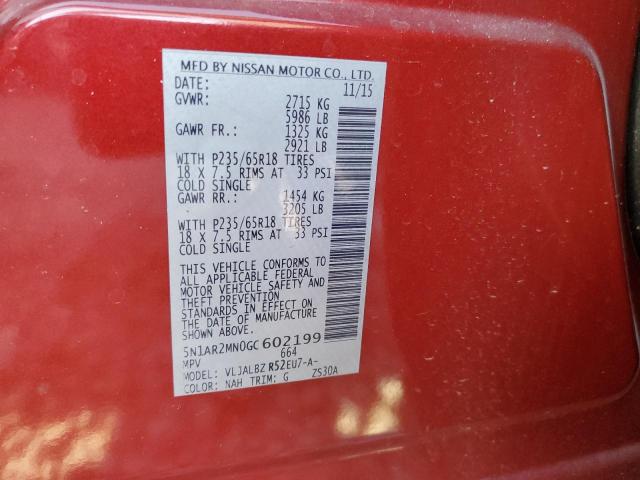 MFD BY NISSAN MOTOR CO., LTD.
DATE: 11/15
GVWR: 2715 KG
5986 LB
GAWR FR.: 1325 KG
2921 LB
WITH P235/65R18 TIRES
18 X 7.5 RIMS AT 33 PSI
COLD SINGLE
GAWR RR.: 1454 KG
3205 LB
WITH P235/65R18 TIRES
18 X 7.5 RIMS AT 33 PSI
COLD SINGLE
THIS VEHICLE CONFORMS TO
ALL APPLICABLE FEDERAL
MOTOR VEHICLE SAFETY AND
THEFT PREVENTION
STANDARDS IN EFFECT ON
THE DATE OF MANUFACTURE
SHOWN ABOVE.
5N1AR2MN0GC602199
MPV 664
MODEL: VLJALBZ R52EU7-A-
COLOR: NAH TRIM: G ZS30A